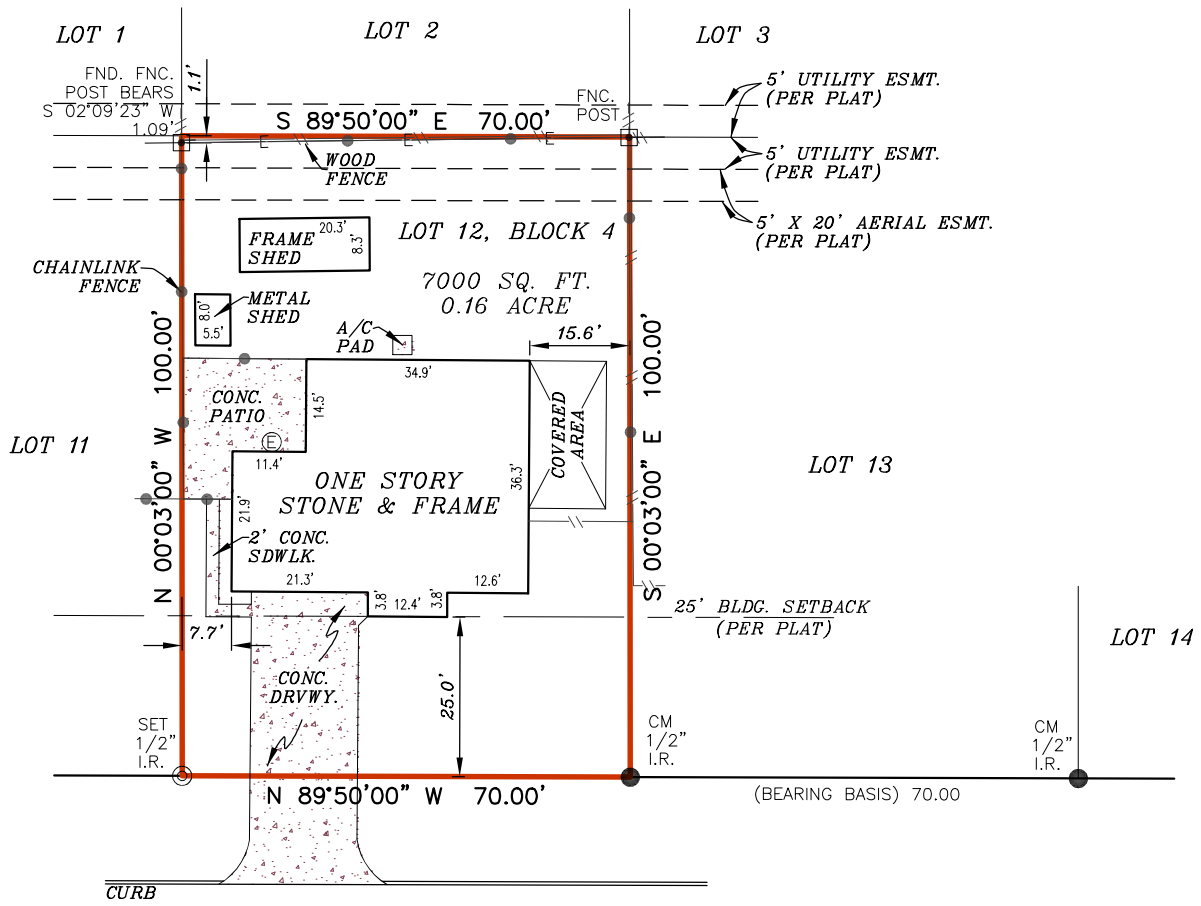 LOT 1
LOT 2
LOT 3
FND. FNC.
POST BEARS
S 02°09'23" W
1.09'
1.1'
FNC.
POST
5' UTILITY ESMT.
(PER PLAT)
S 89°50'00" E 70.00'
E
E
E
WOOD
FENCE
5' UTILITY ESMT.
(PER PLAT)
5' X 20' AERIAL ESMT.
(PER PLAT)
20.3'
FRAME
SHED
8.3'
LOT 12, BLOCK 4
7000 SQ. FT.
0.16 ACRE
CHAINLINK
FENCE
METAL
SHED
8.0'
5.5'
A/C
PAD
15.6'
N 00°03'00" W 100.00'
S 00°03'00" E 100.00'
34.9'
CONC.
PATIO
14.5'
COVERED
AREA
LOT 11
E
11.4'
36.3'
LOT 13
ONE STORY
STONE & FRAME
21.9'
2' CONC.
SDWLK.
21.3'
12.6'
3.8'
12.4'
3.8'
25' BLDG. SETBACK
(PER PLAT)
LOT 14
7.7'
CONC.
DRVWY.
25.0'
SET
1/2"
I.R.
CM
1/2"
I.R.
CM
1/2"
I.R.
N 89°50'00" W 70.00'
(BEARING BASIS) 70.00
CURB